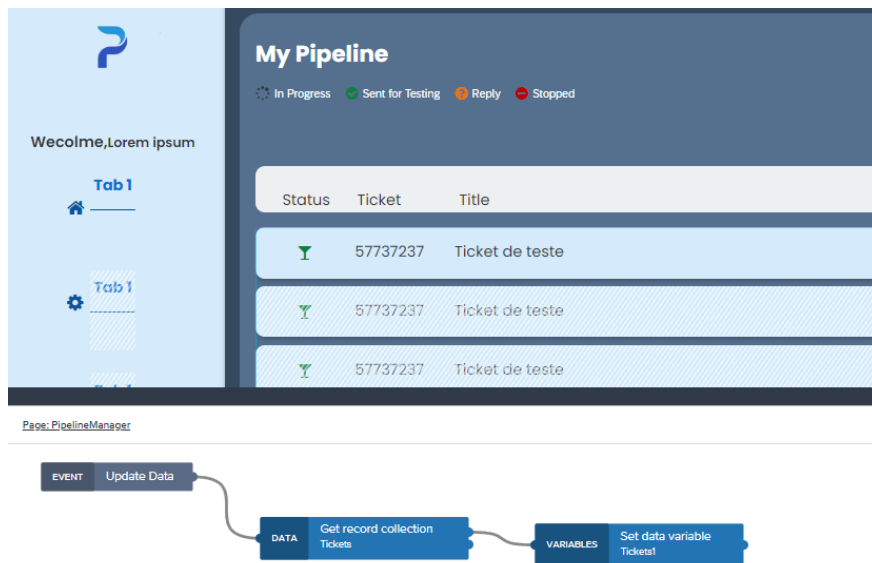 My Pipeline
In Progress Sent for Testing Reply Stopped
Wecolme,Lorem ipsum
Tab 1
Status Ticket Title
57737237 Ticket de teste
Tab 1
57737237 Ticket de teste
57737237 Ticket de teste
Page: PipelineManager
EVENT Update Data
DATA Get record collection
Tickets
VARIABLES Set data variable
Tickets1